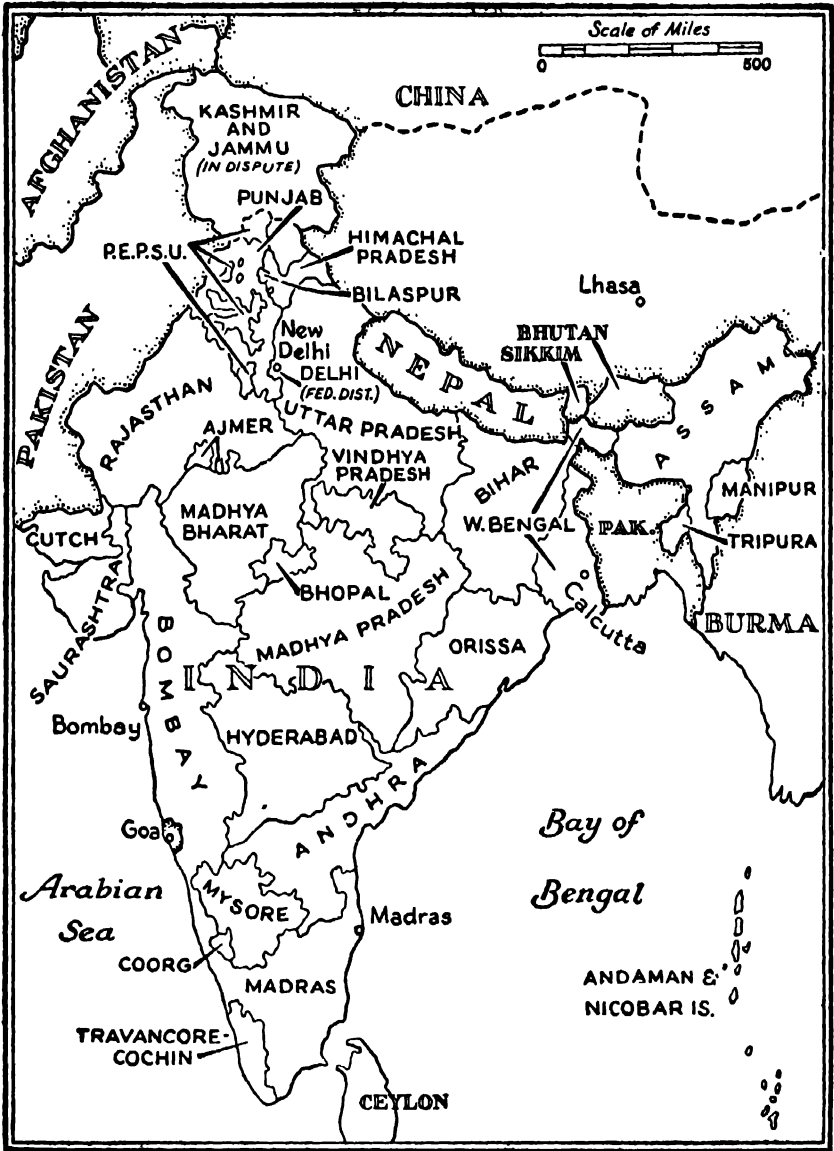 Scale of Miles
0 500
AFGHANISTAN
CHINA
KASHMIR
AND
JAMMU
(IN DISPUTE)
PUNJAB
P.E.P.S.U.
HIMACHAL
PRADESH
BILASPUR
Lhasa
PAKISTAN
New
Delhi
DELHI
(FED. DIST.)
NEPAL
BHUTAN
SIKKIM
ASSAM
RAJASTHAN
UTTAR PRADESH
AJMER
VINDHYA
PRADESH
BIHAR
MADHYA
BHARAT
W. BENGAL
PAK.
MANIPUR
TRIPURA
CUTCH
BHOPAL
SAURASHTRA
MADHYA PRADESH
Calcutta
BURMA
ORISSA
INDIA
BOMBAY
Bombay
HYDERABAD
ANDHRA
Goa
Bay of
Bengal
Arabian
Sea
MYSORE
Madras
COORG
MADRAS
ANDAMAN &
NICOBAR IS.
TRAVANCORE-
COCHIN
CEYLON